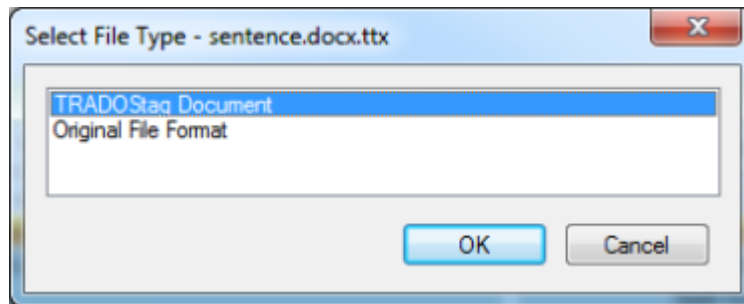 Select File Type - sentence.docx.ttx
TRADOStag Document
Original File Format
OK
Cancel